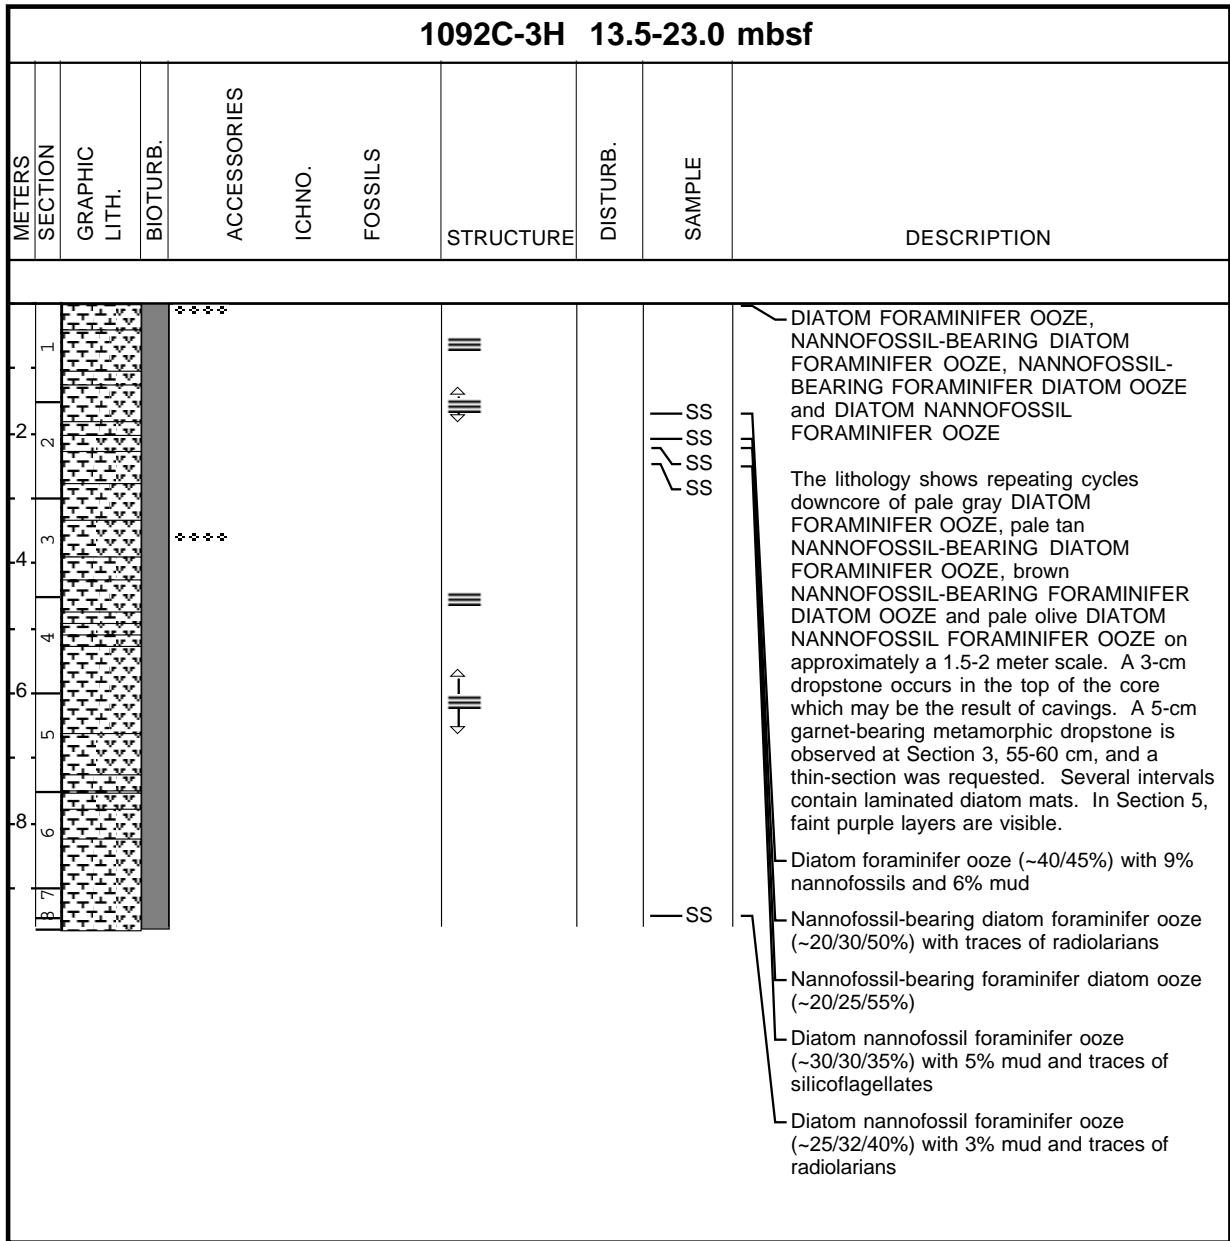 1092C-3H 13.5-23.0 mbsf
METERS
SECTION
GRAPHIC
LITH.
BIOTURB.
ACCESSORIES
ICHNO.
FOSSILS
STRUCTURE
DISTURB.
SAMPLE
DESCRIPTION
1
2
2
3
4
4
6
5
8
6
7
8
SS
SS
SS
SS
SS
DIATOM FORAMINIFER OOZE,
NANNOFOSSIL-BEARING DIATOM
FORAMINIFER OOZE, NANNOFOSSIL-
BEARING FORAMINIFER DIATOM OOZE
and DIATOM NANNOFOSSIL
FORAMINIFER OOZE
The lithology shows repeating cycles
downcore of pale gray DIATOM
FORAMINIFER OOZE, pale tan
NANNOFOSSIL-BEARING DIATOM
FORAMINIFER OOZE, brown
NANNOFOSSIL-BEARING FORAMINIFER
DIATOM OOZE and pale olive DIATOM
NANNOFOSSIL FORAMINIFER OOZE on
approximately a 1.5-2 meter scale. A 3-cm
dropstone occurs in the top of the core
which may be the result of cavings. A 5-cm
garnet-bearing metamorphic dropstone is
observed at Section 3, 55-60 cm, and a
thin-section was requested. Several intervals
contain laminated diatom mats. In Section 5,
faint purple layers are visible.
Diatom foraminifer ooze (~40/45%) with 9%
nannofossils and 6% mud
Nannofossil-bearing diatom foraminifer ooze
(~20/30/50%) with traces of radiolarians
Nannofossil-bearing foraminifer diatom ooze
(~20/25/55%)
Diatom nannofossil foraminifer ooze
(~30/30/35%) with 5% mud and traces of
silicoflagellates
Diatom nannofossil foraminifer ooze
(~25/32/40%) with 3% mud and traces of
radiolarians